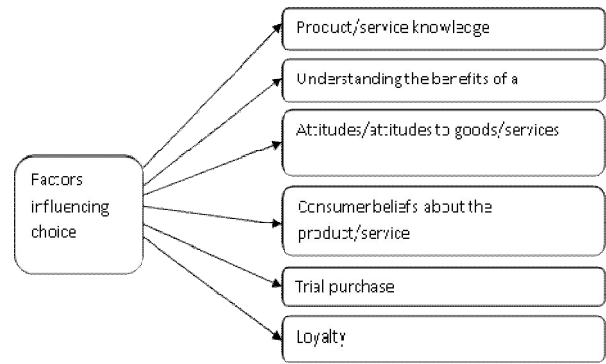 Product/service knowledge
Understanding the benefits of a
Attitudes/attitudes to goods/services
Factors
influencing
choice
Consumer beliefs about the
product/service
Trial purchase
Loyalty